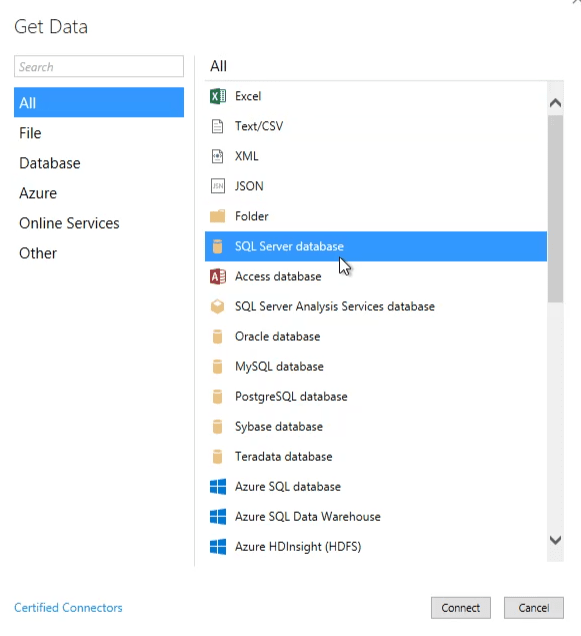 Get Data
Search
All
File
Database
Azure
Online Services
Other
All
Excel
Text/CSV
XML
JSON
Folder
SQL Server database
Access database
SQL Server Analysis Services database
Oracle database
MySQL database
PostgreSQL database
Sybase database
Teradata database
Azure SQL database
Azure SQL Data Warehouse
Azure HDInsight (HDFS)
Certified Connectors
Connect
Cancel